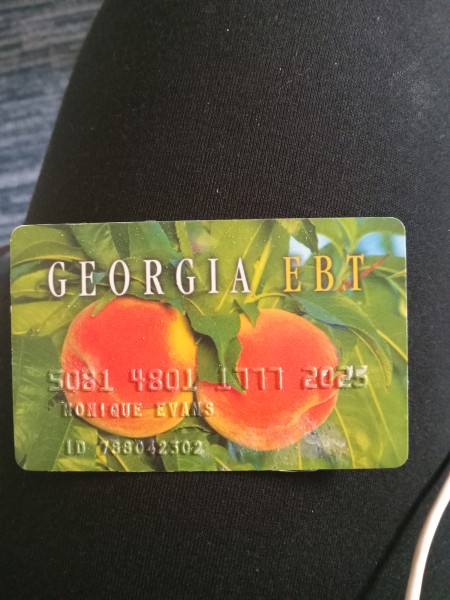 GEORGIA EBT
5081 4801 1777 2025
MONIQUE EVANS
ID 788042302